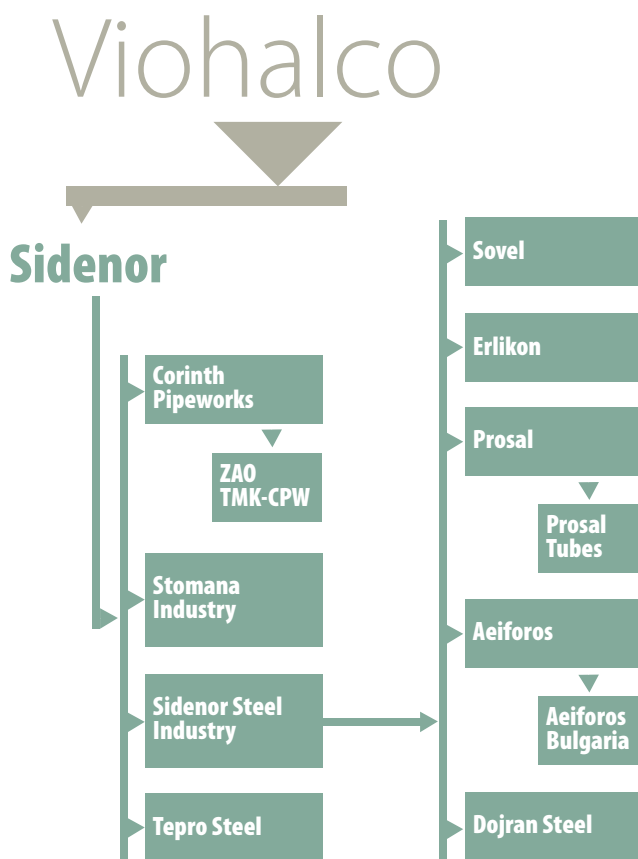 Viohalco
Sidenor
Corinth
Pipeworks
ZAO
TMK-CPW
Stomana
Industry
Sidenor Steel
Industry
Tepro Steel
Sovel
Erlikon
Prosal
Prosal
Tubes
Aeiforos
Aeiforos
Bulgaria
Dojran Steel